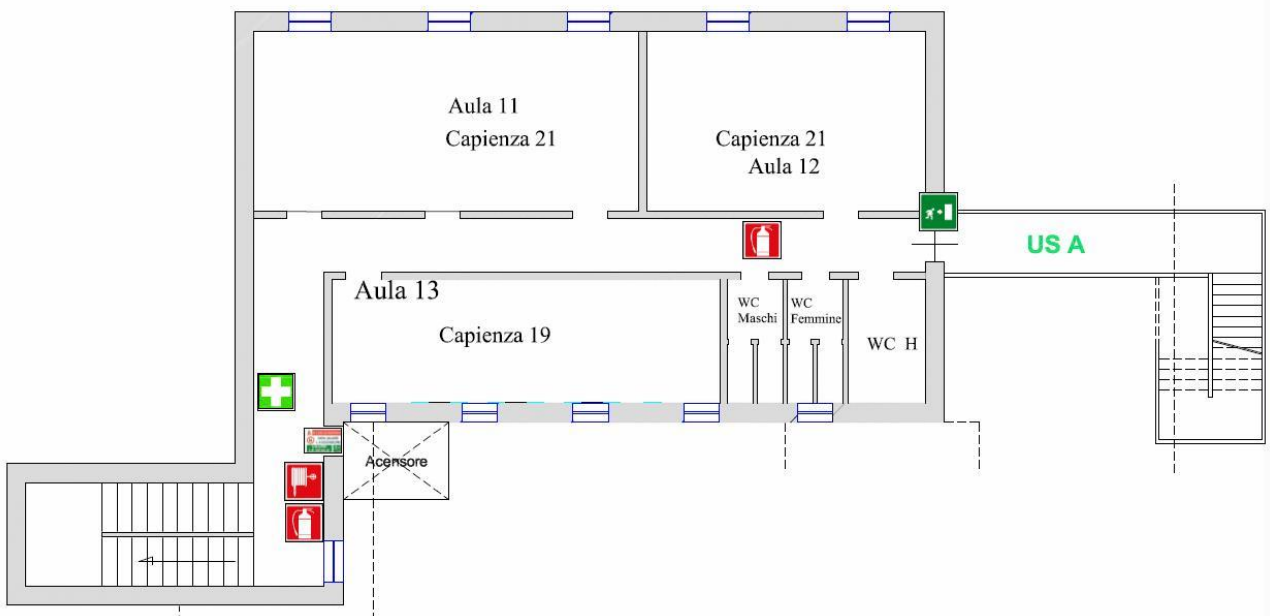 Aula 11
Capienza 21
Capienza 21
Aula 12
US A
Aula 13
Capienza 19
WC
Maschi
WC
Femmine
WC H
Acensore